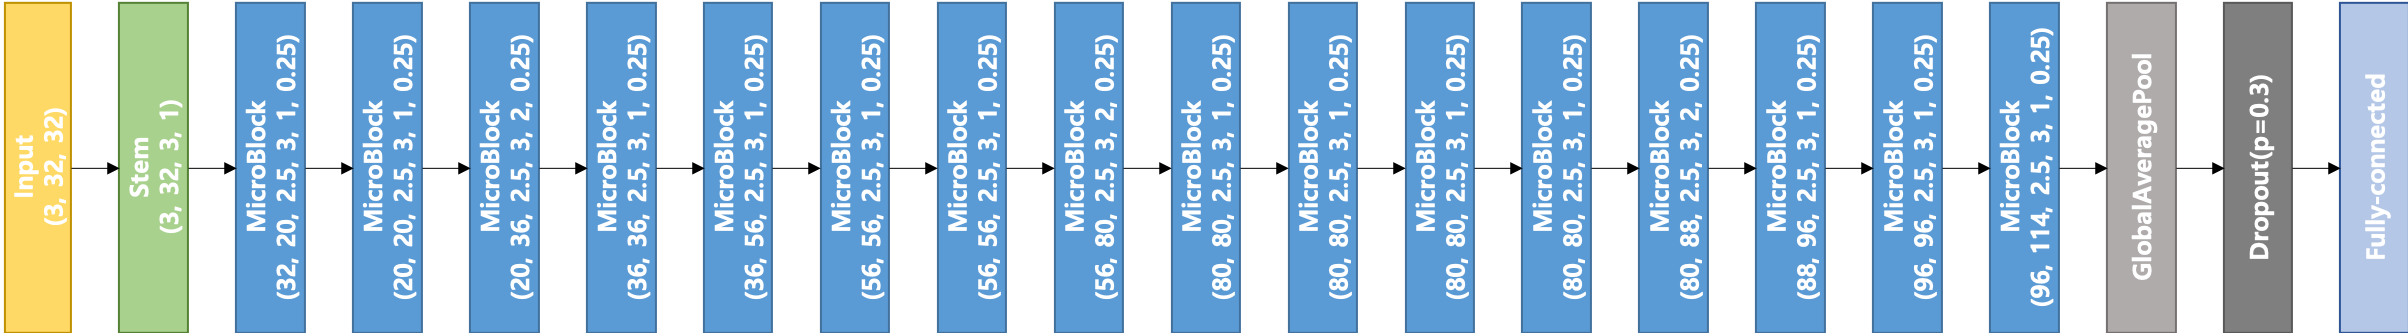 Input
(3, 32, 32)
Stem
(3, 32, 3, 1)
MicroBlock
(32, 20, 2.5, 3, 1, 0.25)
MicroBlock
(20, 20, 2.5, 3, 1, 0.25)
MicroBlock
(20, 36, 2.5, 3, 2, 0.25)
MicroBlock
(36, 36, 2.5, 3, 1, 0.25)
MicroBlock
(36, 56, 2.5, 3, 1, 0.25)
MicroBlock
(56, 56, 2.5, 3, 1, 0.25)
MicroBlock
(56, 56, 2.5, 3, 1, 0.25)
MicroBlock
(56, 80, 2.5, 3, 2, 0.25)
MicroBlock
(80, 80, 2.5, 3, 1, 0.25)
MicroBlock
(80, 80, 2.5, 3, 1, 0.25)
MicroBlock
(80, 80, 2.5, 3, 1, 0.25)
MicroBlock
(80, 80, 2.5, 3, 1, 0.25)
MicroBlock
(80, 88, 2.5, 3, 2, 0.25)
MicroBlock
(88, 96, 2.5, 3, 1, 0.25)
MicroBlock
(96, 96, 2.5, 3, 1, 0.25)
MicroBlock
(96, 114, 2.5, 3, 1, 0.25)
GlobalAveragePool
Dropout(p=0.3)
Fully-connected